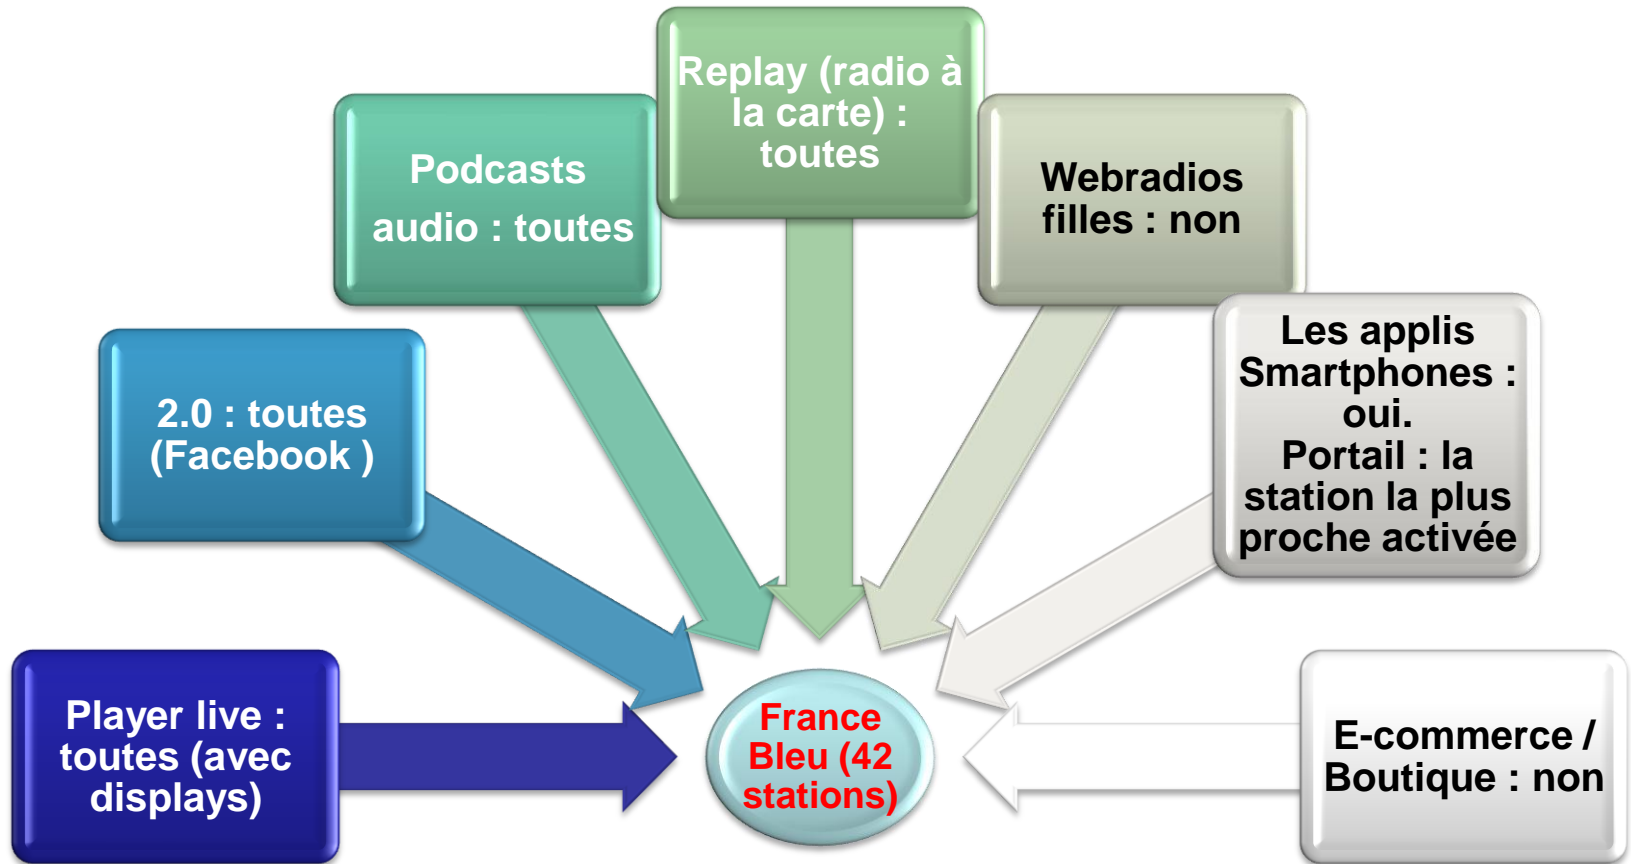 Replay (radio à
la carte) :
toutes
Podcasts
audio : toutes
Webradios
filles : non
2.0 : toutes
(Facebook )
Les applis
Smartphones :
oui.
Portail : la
station la plus
proche activée
Player live :
toutes (avec
displays)
France
Bleu (42
stations)
E-commerce /
Boutique : non